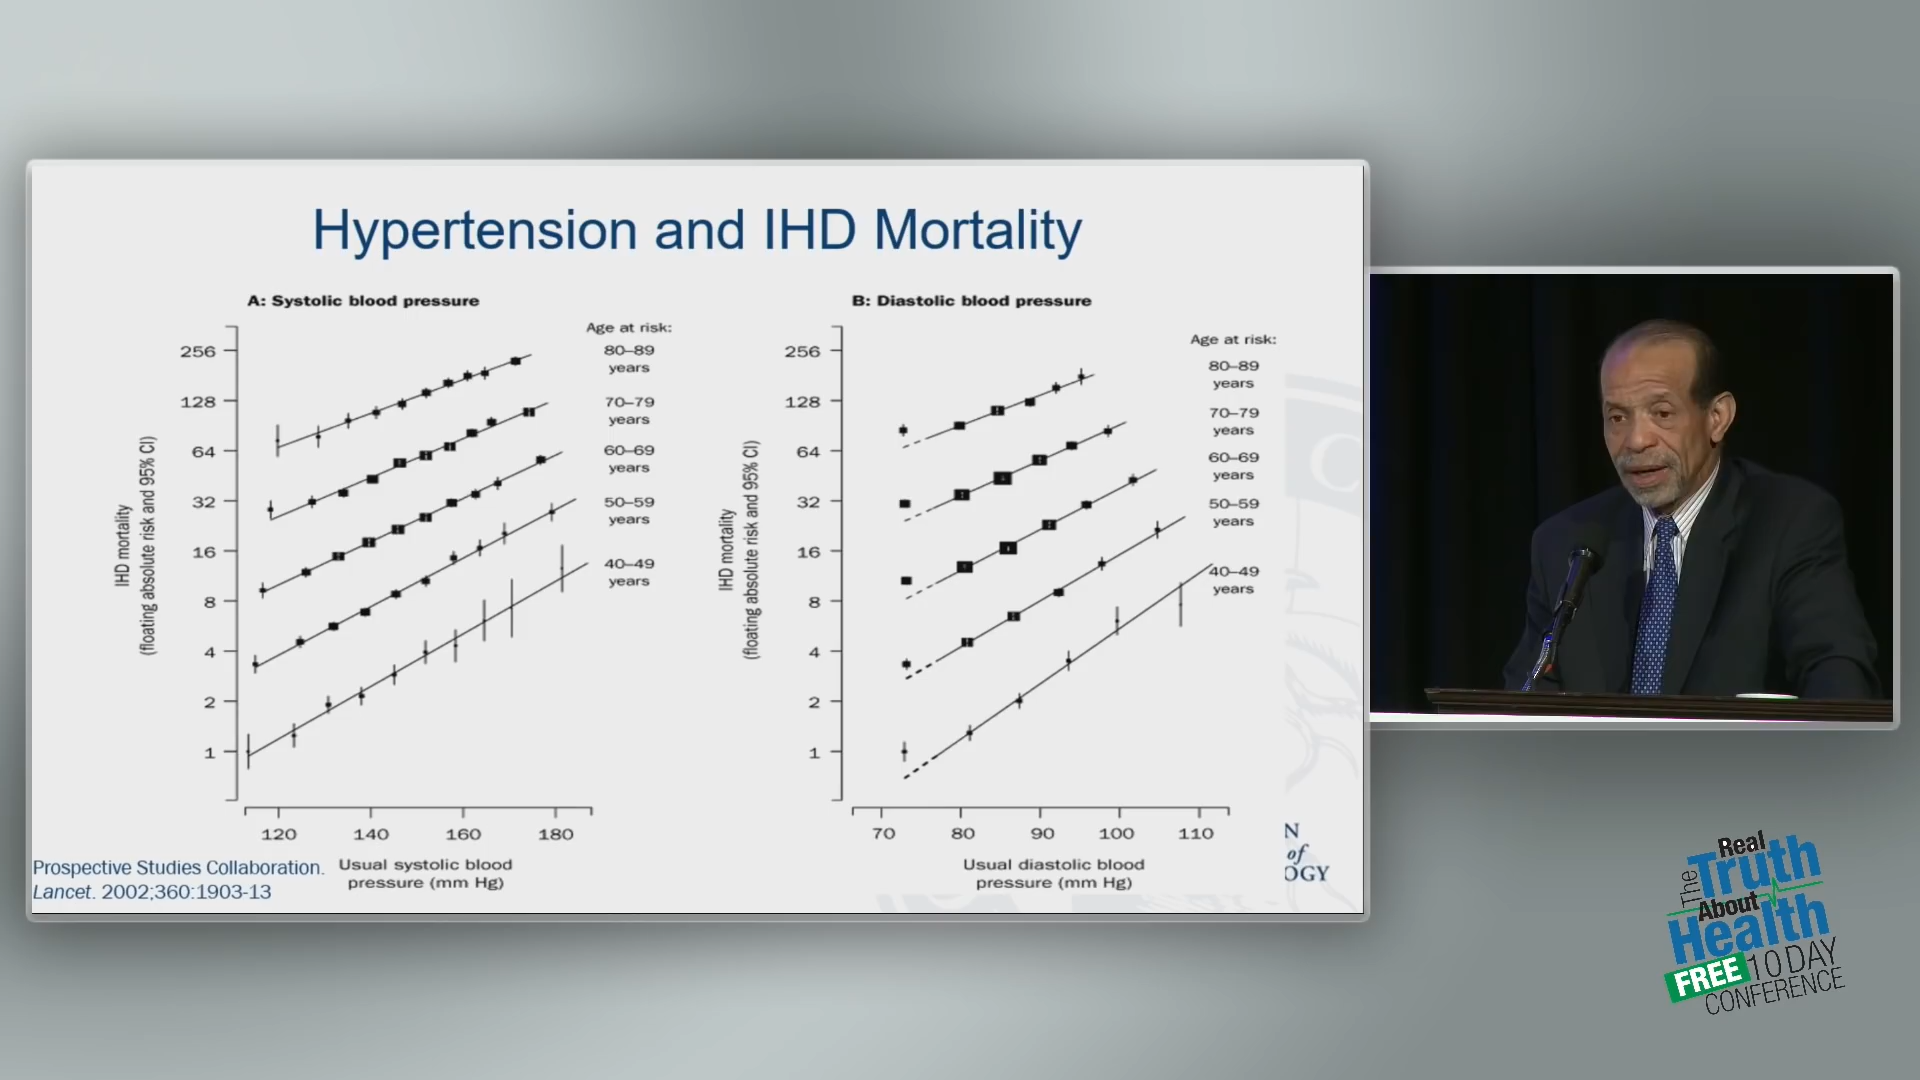 Hypertension and IHD Mortality
A: Systolic blood pressure
Age at risk:
256
128
64
32
16
8
4
2
1
80–89
years
70–79
years
60–69
years
50–59
years
40–49
years
IHD mortality
(floating absolute risk and 95% CI)
120 140 160 180
Usual systolic blood
pressure (mm Hg)
B: Diastolic blood pressure
Age at risk:
256
128
64
32
16
8
4
2
1
80–89
years
70–79
years
60–69
years
50–59
years
40–49
years
IHD mortality
(floating absolute risk and 95% CI)
70 80 90 100 110
Usual diastolic blood
pressure (mm Hg)
Prospective Studies Collaboration.
Lancet. 2002;360:1903-13
C
N
of
OGY
The Real
Truth
About
Health
FREE 10 DAY
CONFERENCE